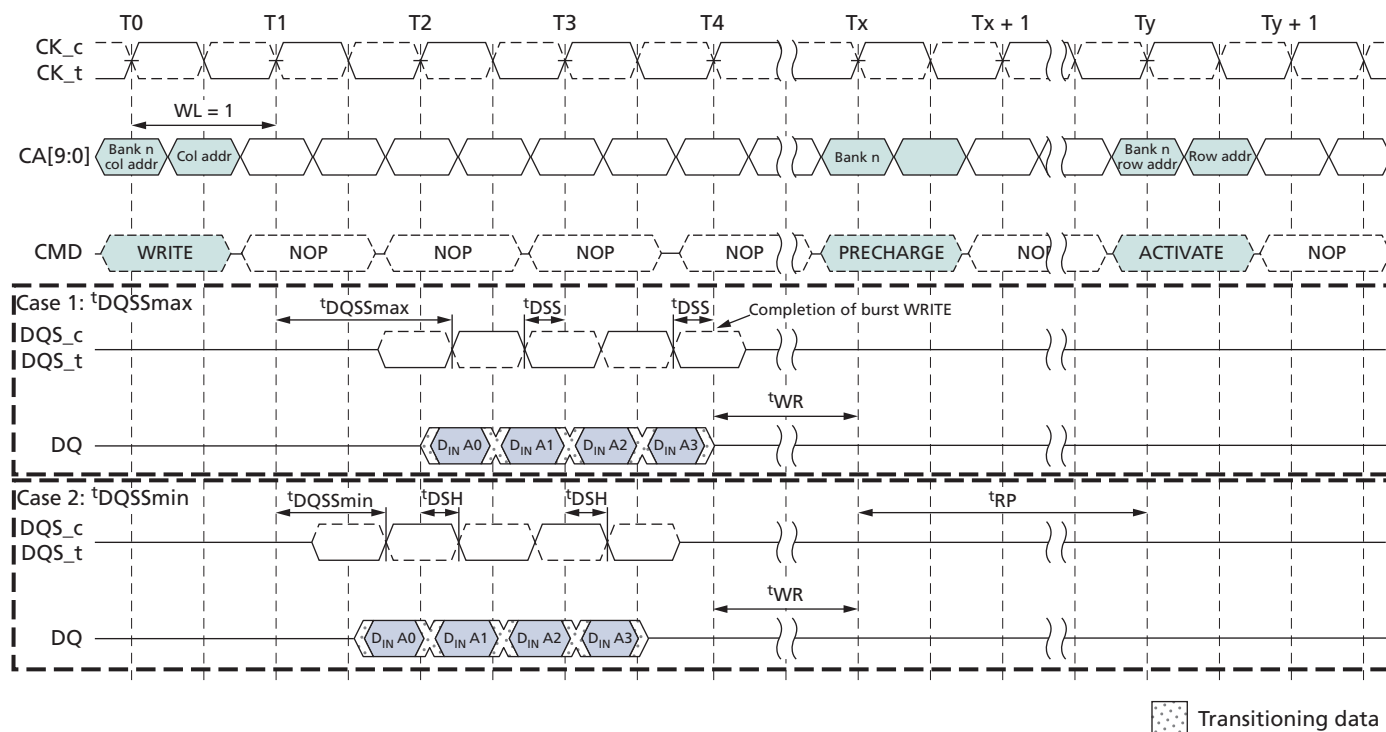 T0 T1 T2 T3 T4 Tx Tx + 1 Ty Ty + 1
CK_c
CK_t
WL = 1
CA[9:0] Bank n col addr Col addr Bank n Bank n row addr Row addr
CMD WRITE NOP NOP NOP NOP PRECHARGE NOP ACTIVATE NOP
Case 1: tDQSSmax
tDQSSmax tDSS tDSS Completion of burst WRITE
DQS_c
DQS_t
tWR
DQ DIN A0 DIN A1 DIN A2 DIN A3
Case 2: tDQSSmin
tDQSSmin tDSH tDSH tRP
DQS_c
DQS_t
tWR
DQ DIN A0 DIN A1 DIN A2 DIN A3
Transitioning data